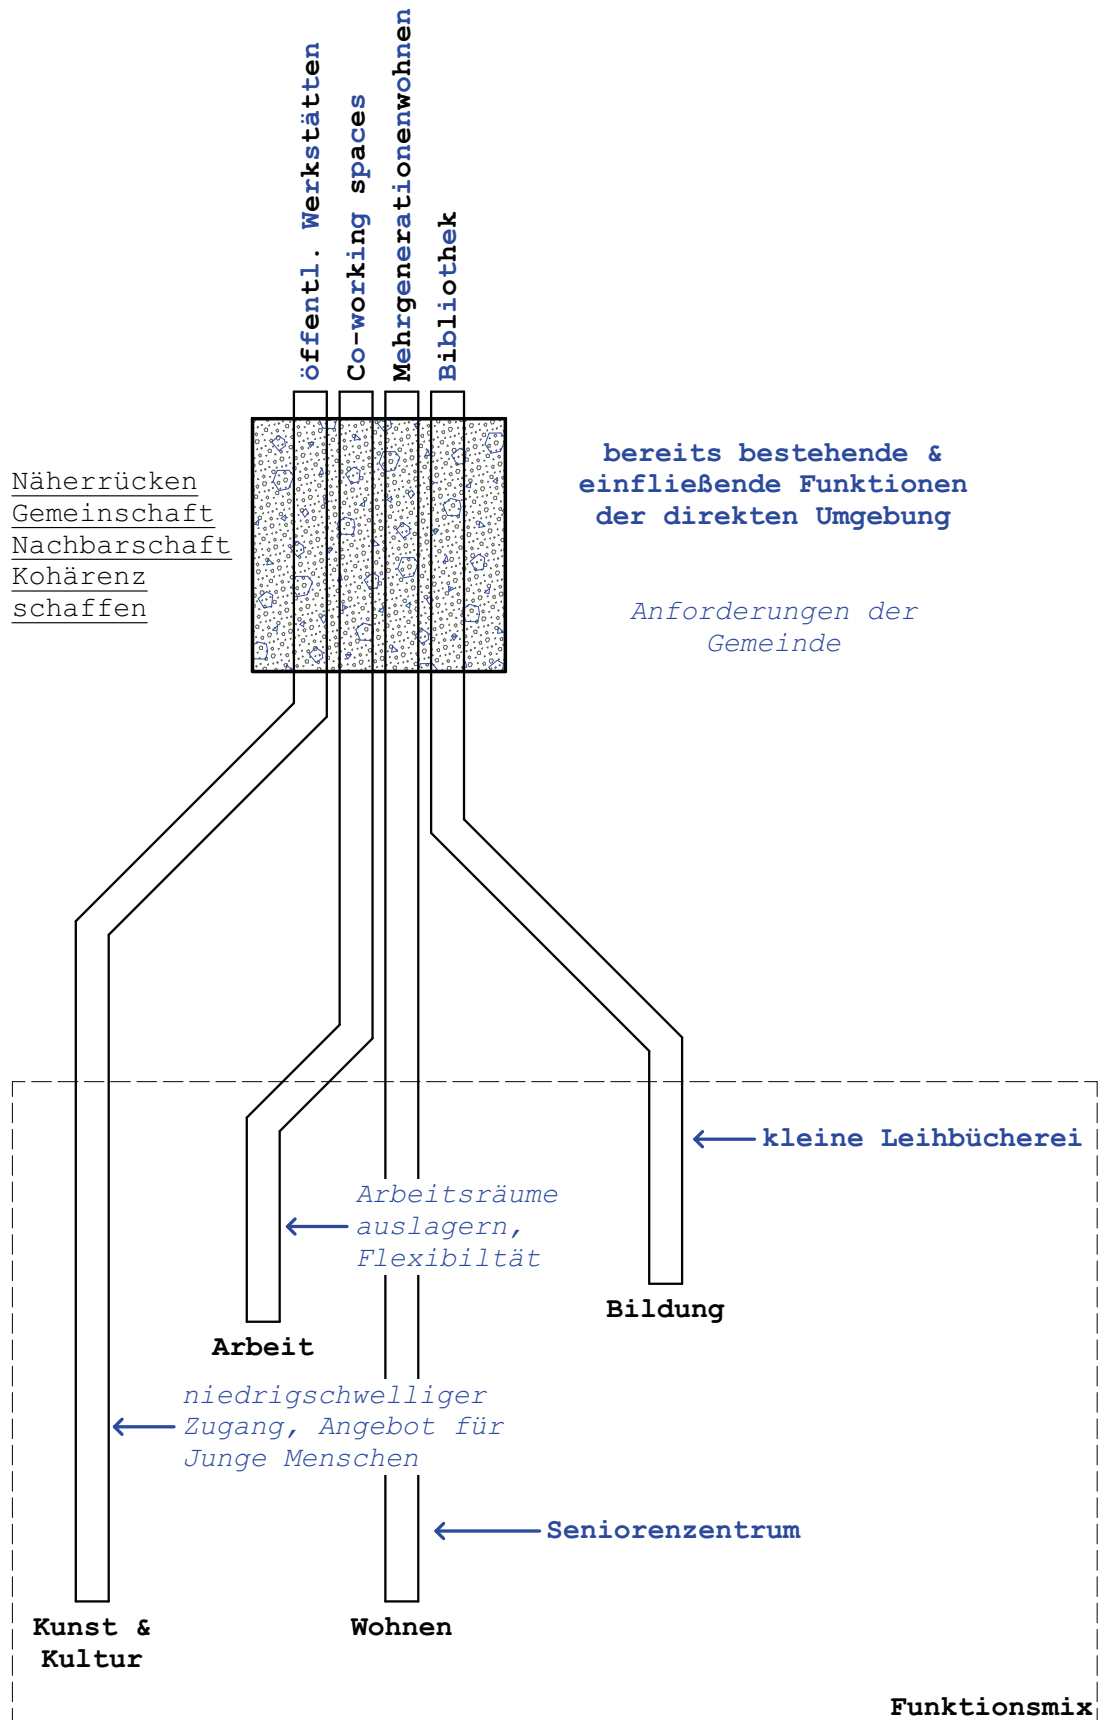 öffentl. Werkstätten
Co-working spaces
Mehrgenerationenwohnen
Bibliothek
Näherrücken
Gemeinschaft
Nachbarschaft
Kohärenz
schaffen
bereits bestehende &
einfließende Funktionen
der direkten Umgebung
Anforderungen der
Gemeinde
kleine Leihbücherei
Arbeitsräume
auslagern,
Flexibiltät
Bildung
Arbeit
niedrigschwelliger
Zugang, Angebot für
Junge Menschen
Seniorenzentrum
Kunst &
Kultur
Wohnen
Funktionsmix